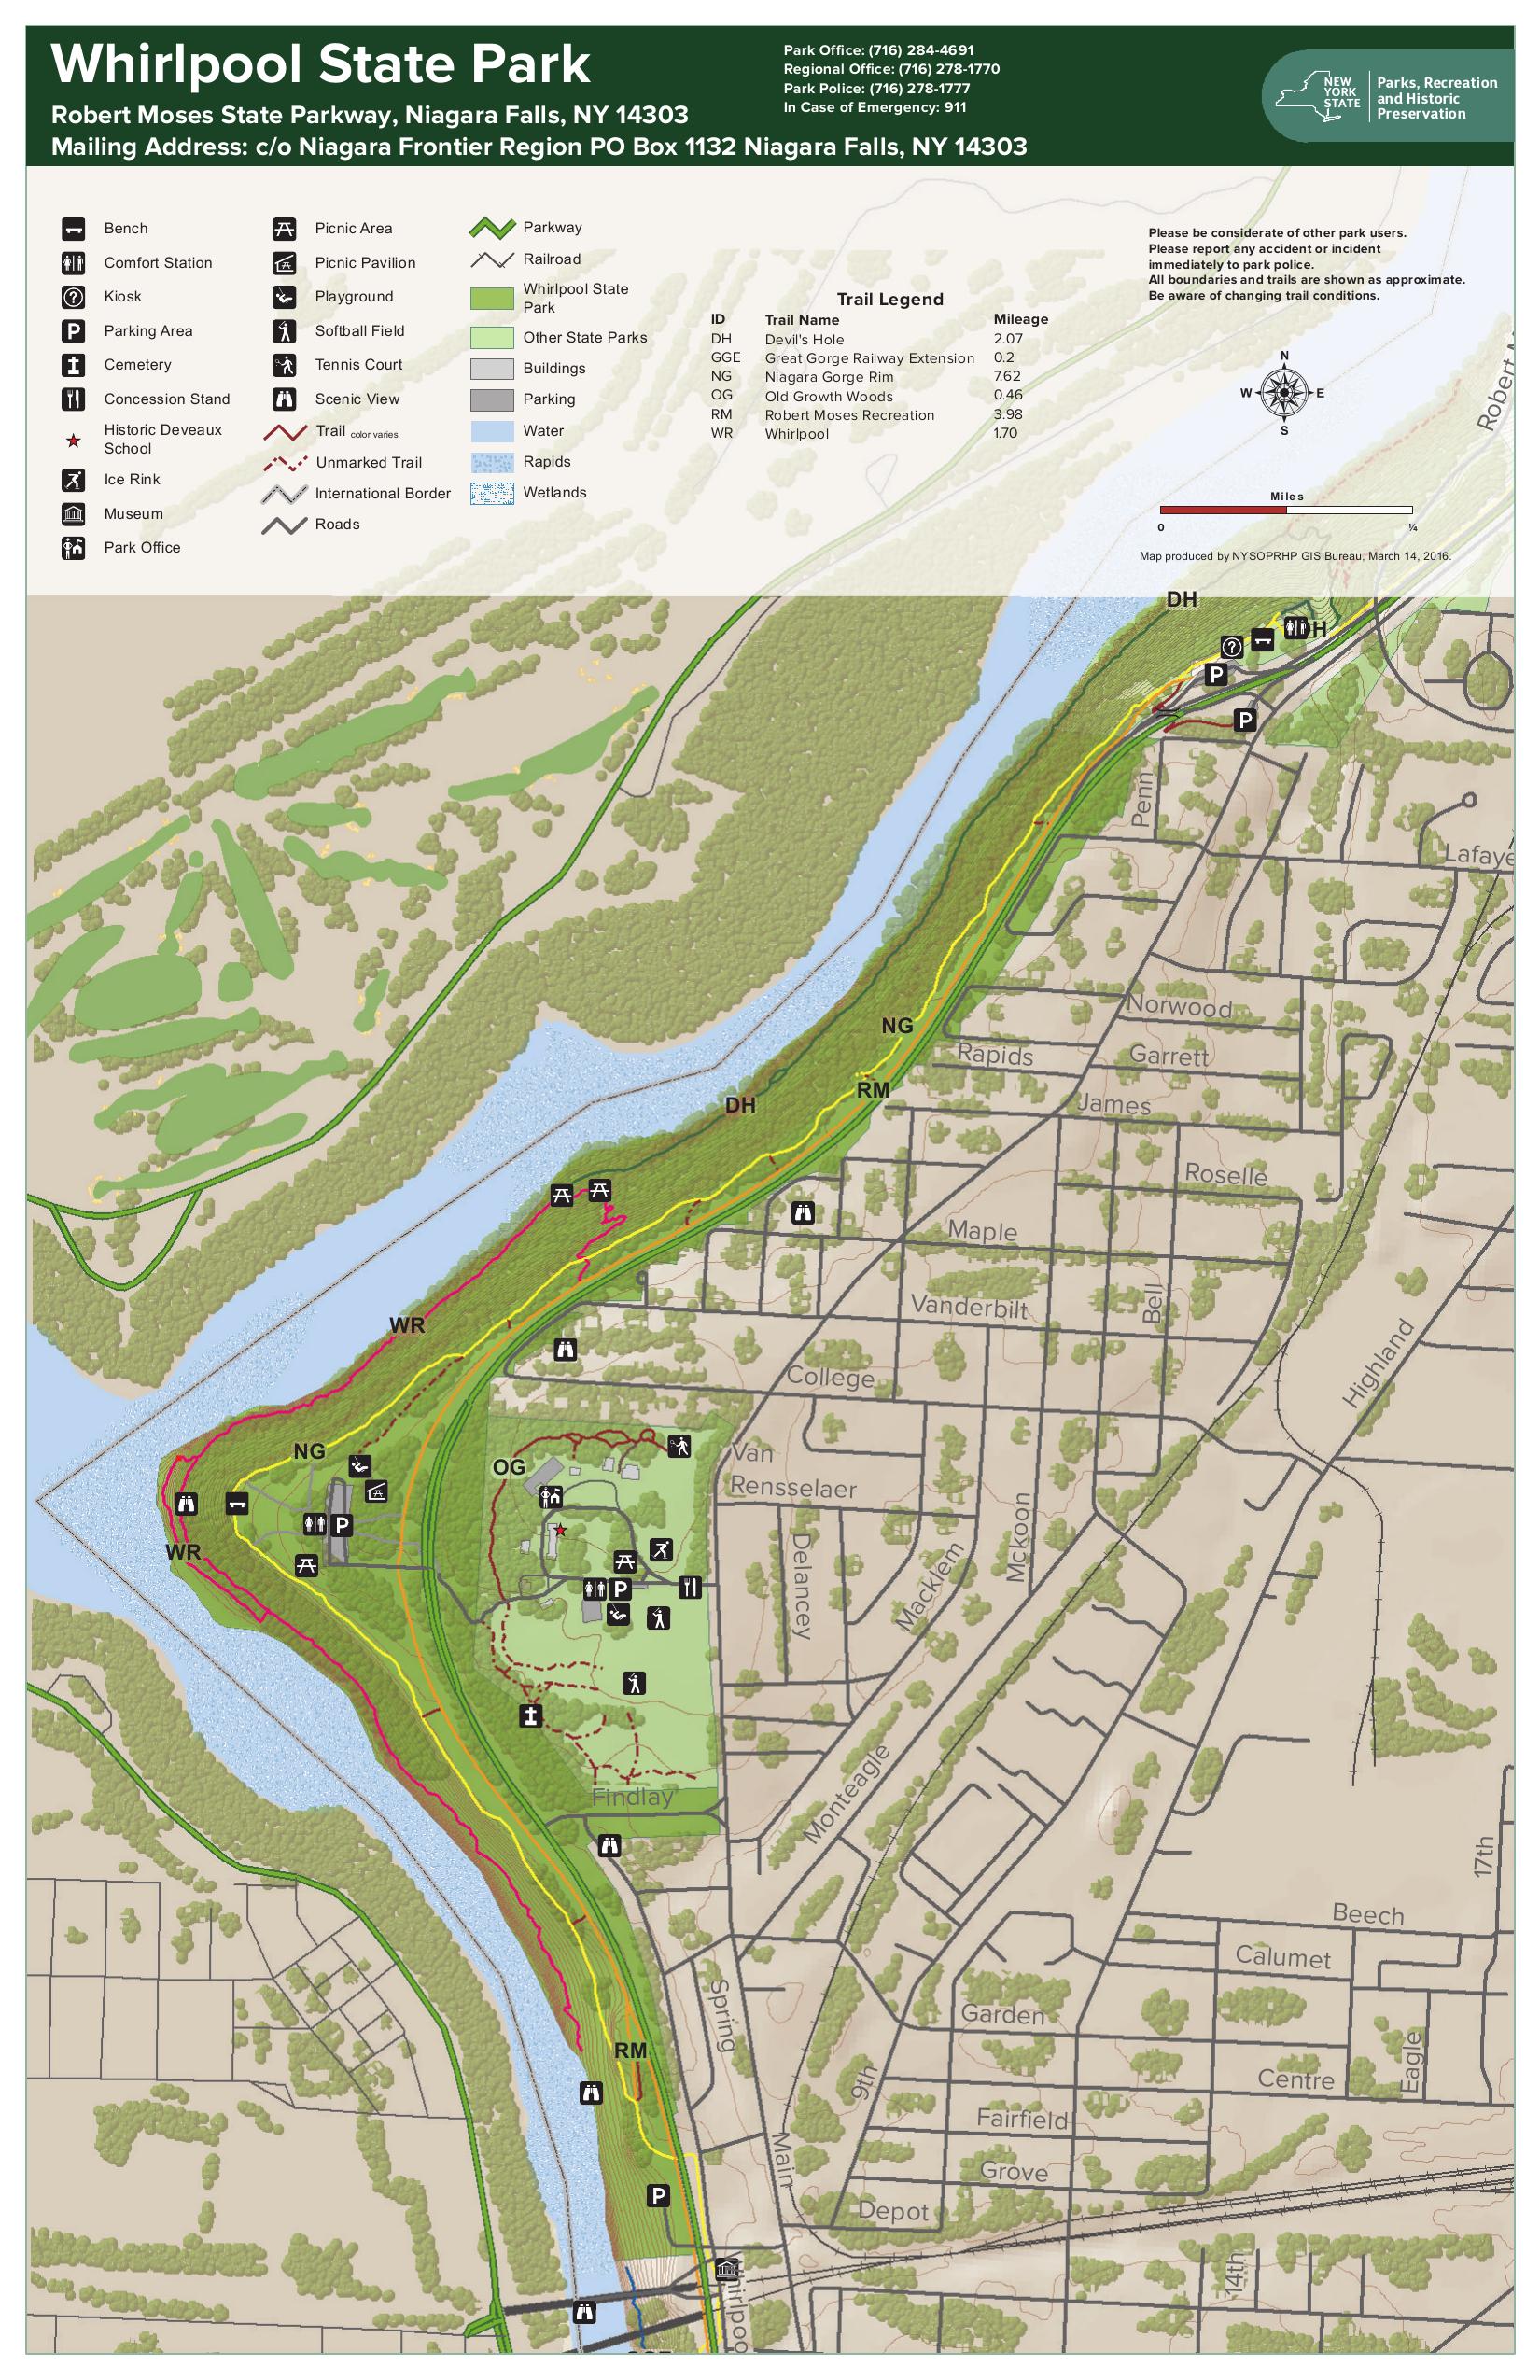 Whirlpool State Park
Robert Moses State Parkway, Niagara Falls, NY 14303
Mailing Address: c/o Niagara Frontier Region PO Box 1132 Niagara Falls, NY 14303
Park Office: (716) 284-4691
Regional Office: (716) 278-1770
Park Police: (716) 278-1777
In Case of Emergency: 911
NEW
YORK
STATE
Parks, Recreation
and Historic
Preservation
Bench
Comfort Station
Kiosk
P Parking Area
Cemetery
Concession Stand
Historic Deveaux
School
Ice Rink
Museum
Park Office
Picnic Area
Picnic Pavilion
Playground
Softball Field
Tennis Court
Scenic View
Trail color varies
Unmarked Trail
International Border
Roads
Parkway
Railroad
Whirlpool State
Park
Other State Parks
Buildings
Parking
Water
Rapids
Wetlands
Trail Legend
ID Trail Name Mileage
DH Devil's Hole 2.07
GGE Great Gorge Railway Extension 0.2
NG Niagara Gorge Rim 7.62
OG Old Growth Woods 0.46
RM Robert Moses Recreation 3.98
WR Whirlpool 1.70
Please be considerate of other park users.
Please report any accident or incident
immediately to park police.
All boundaries and trails are shown as approximate.
Be aware of changing trail conditions.
N
W E
S
Miles
0 ¼
Map produced by NYSOPRHP GIS Bureau, March 14, 2016.
Robert
DH
DH
P
P
Penn
Lafaye
Norwood
NG
Rapids
Garrett
RM
James
DH
Roselle
Maple
Vanderbilt
Bell
WR
Highland
College
NG
OG
Van
Rensselaer
P
WR
Delancey
Macklem
Mckoon
P
Findlay
Monteagle
17th
Beech
Calumet
Spring
Garden
RM
9th
Centre
Eagle
Fairfield
Main
Grove
P
Depot
14th
Whirlpoo